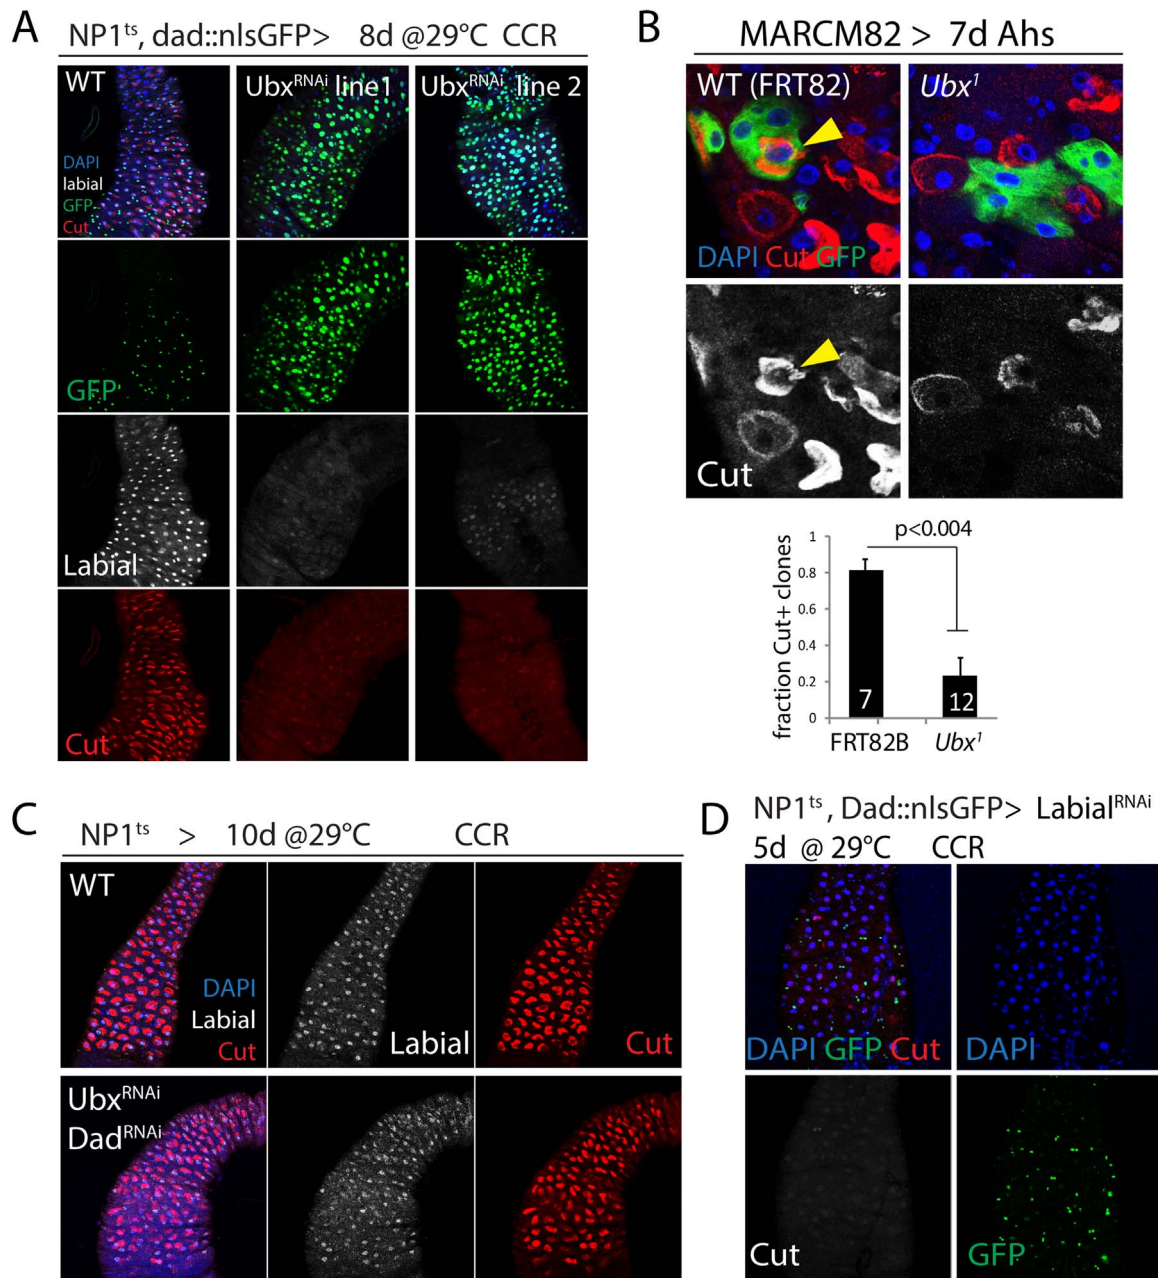 A
NP1ts, dad::nlsGFP> 8d @29°C CCR
WT
UbxRNAi line1
UbxRNAi line 2
DAPI
labial
GFP
Cut
GFP
Labial
Cut
B
MARCM82 > 7d Ahs
WT (FRT82)
Ubx1
DAPI Cut GFP
Cut
p<0.004
fraction Cut+ clones
1
0.8
0.6
0.4
0.2
0
7
12
FRT82B
Ubx1
C
NP1ts > 10d @29°C CCR
WT
DAPI
Labial
Cut
Labial
Cut
UbxRNAi
DadRNAi
D
NP1ts, Dad::nlsGFP> LabialRNAi
5d @ 29°C CCR
DAPI GFP Cut
DAPI
Cut
GFP